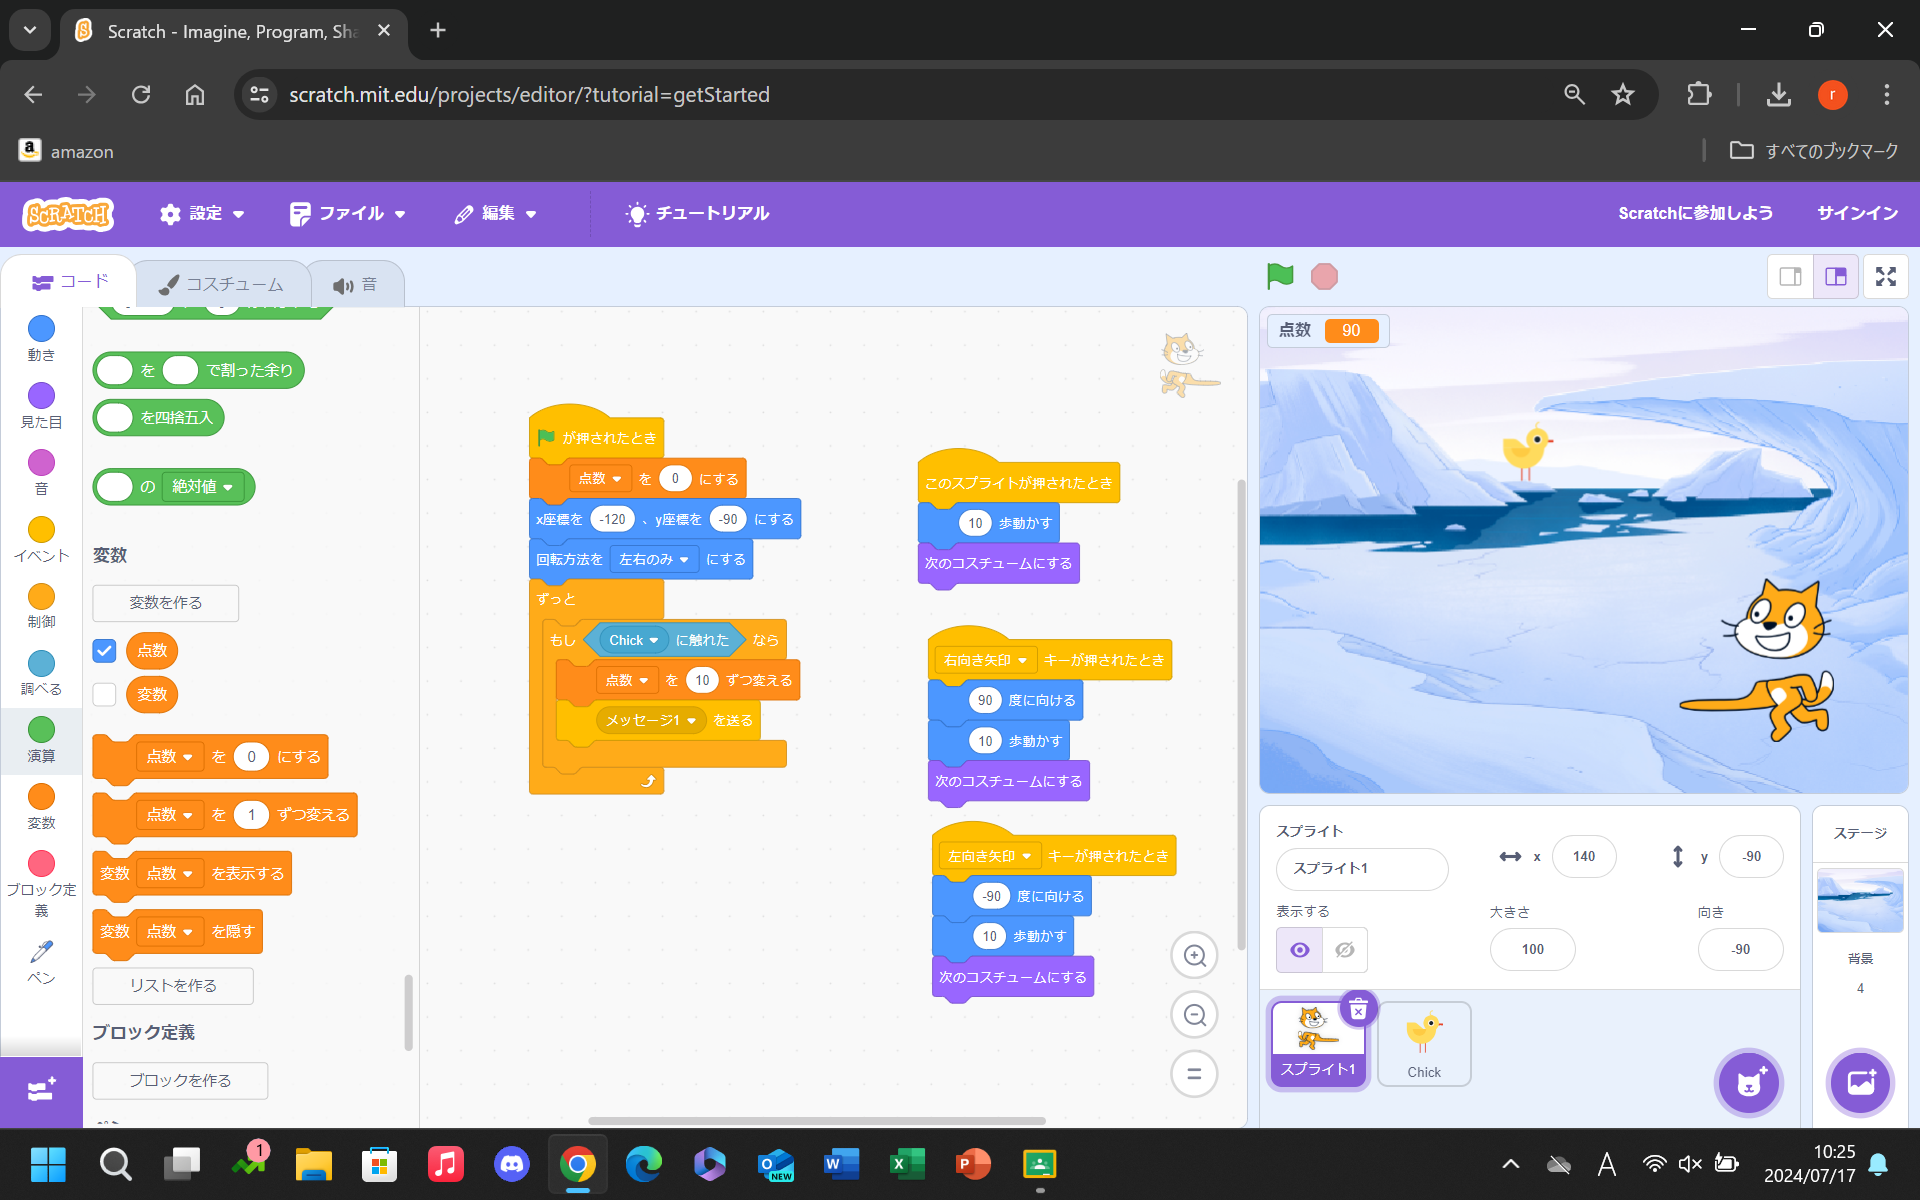 Scratch - Imagine, Program, Sha
scratch.mit.edu/projects/editor/?tutorial=getStarted
r
amazon
すべてのブックマーク
SCRATCH
設定
ファイル
編集
チュートリアル
Scratchに参加しよう
サインイン
コード
コスチューム
音
動き
見た目
音
イベント
制御
調べる
演算
変数
ブロック定義
ペン
を で割った余り
を四捨五入
の 絶対値
変数
変数を作る
点数
変数
点数 を 0 にする
点数 を 1 ずつ変える
変数 点数 を表示する
変数 点数 を隠す
リストを作る
ブロック定義
ブロックを作る
が押されたとき
点数 を 0 にする
x座標を -120 、y座標を -90 にする
回転方法を 左右のみ にする
ずっと
もし Chick に触れた なら
点数 を 10 ずつ変える
メッセージ1 を送る
このスプライトが押されたとき
10 歩動かす
次のコスチュームにする
右向き矢印 キーが押されたとき
90 度に向ける
10 歩動かす
次のコスチュームにする
左向き矢印 キーが押されたとき
-90 度に向ける
10 歩動かす
次のコスチュームにする
点数 90
スプライト
スプライト1
x 140
y -90
表示する
大きさ
100
向き
-90
スプライト1
Chick
ステージ
背景
4
1
NEW
A
10:25
2024/07/17